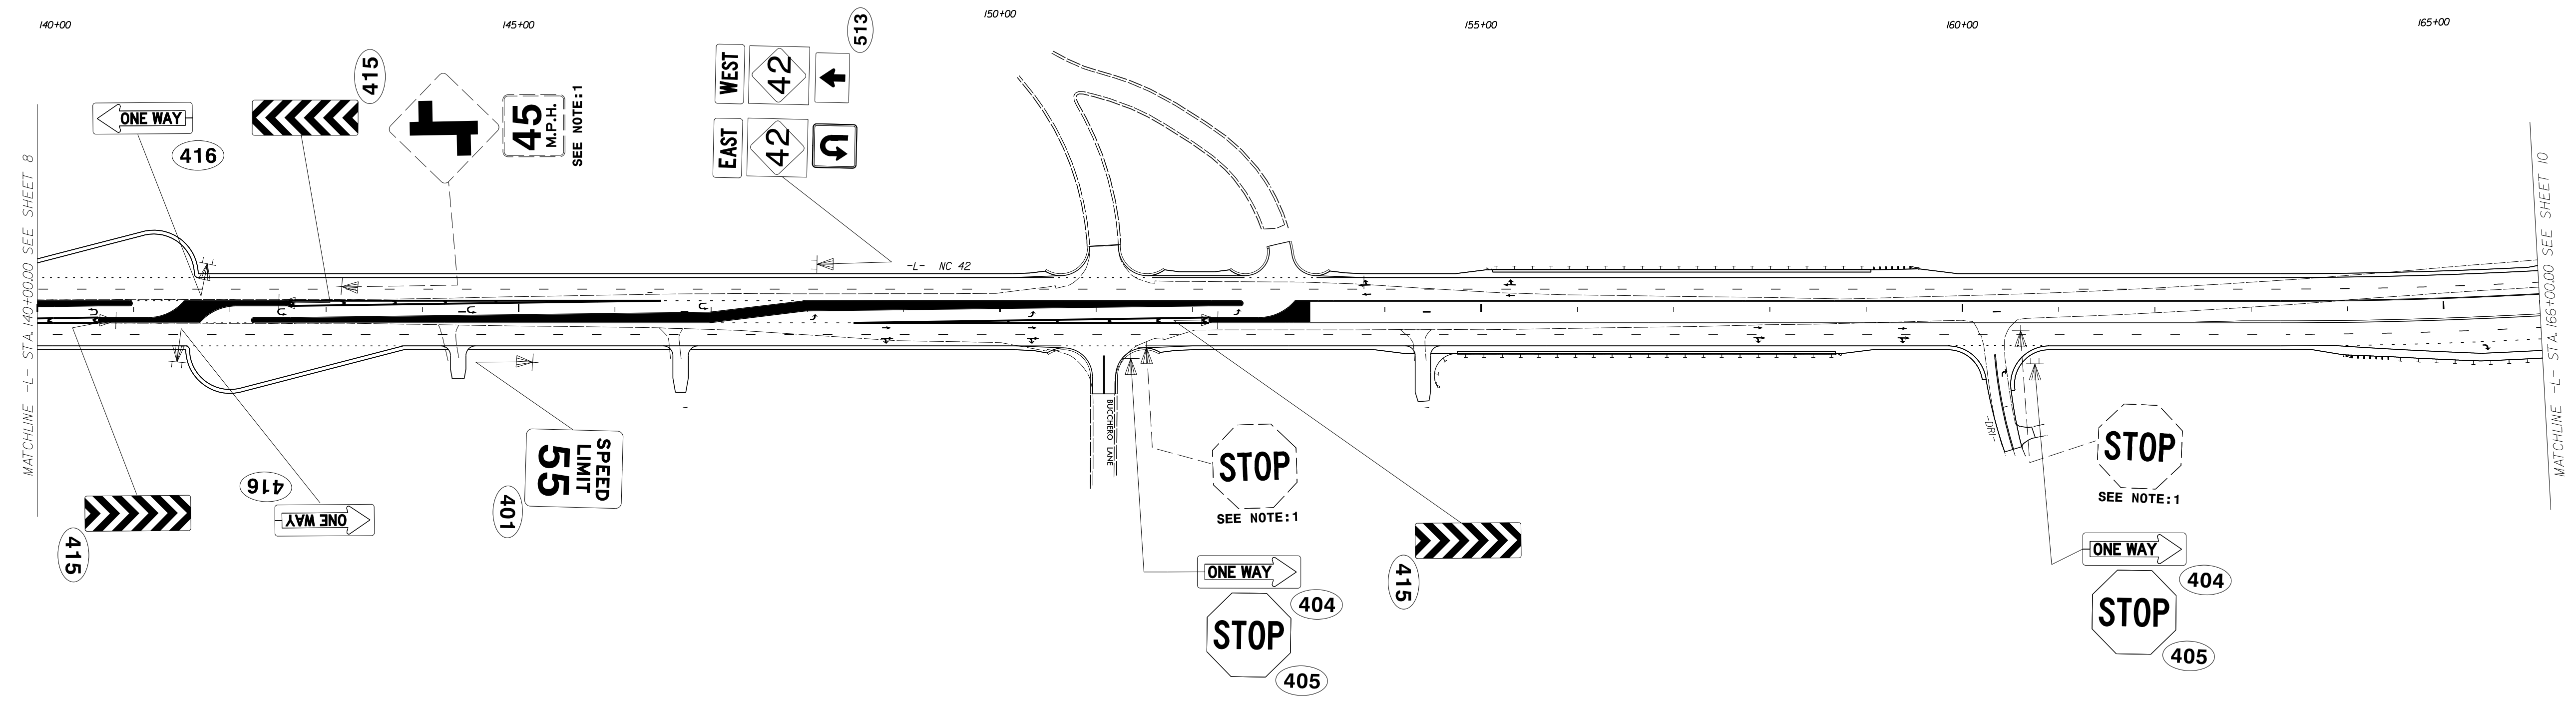 140+00
145+00
150+00
155+00
160+00
165+00
MATCHLINE -L- STA. 140+00.00 SEE SHEET 8
ONE WAY
416
415
45
M.P.H.
SEE NOTE:1
WEST
42
EAST
42
513
-L- NC 42
MATCHLINE -L- STA. 166+00.00 SEE SHEET 10
415
416
ONE WAY
401
SPEED
LIMIT
55
BUCCHERO LANE
STOP
SEE NOTE:1
ONE WAY
404
STOP
405
415
-DR1-
STOP
SEE NOTE:1
ONE WAY
404
STOP
405